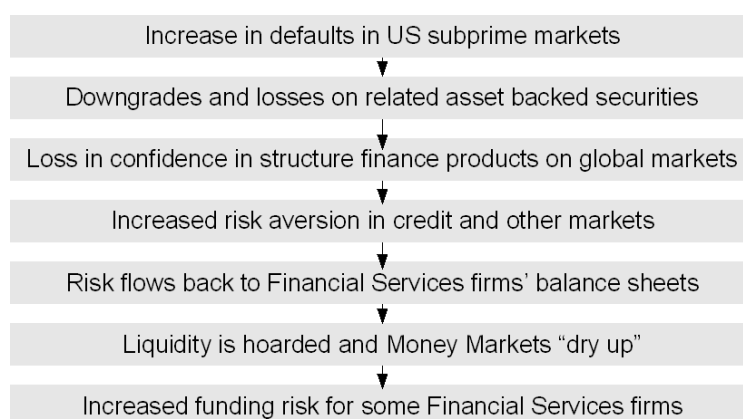 Increase in defaults in US subprime markets
Downgrades and losses on related asset backed securities
Loss in confidence in structure finance products on global markets
Increased risk aversion in credit and other markets
Risk flows back to Financial Services firms’ balance sheets
Liquidity is hoarded and Money Markets “dry up”
Increased funding risk for some Financial Services firms